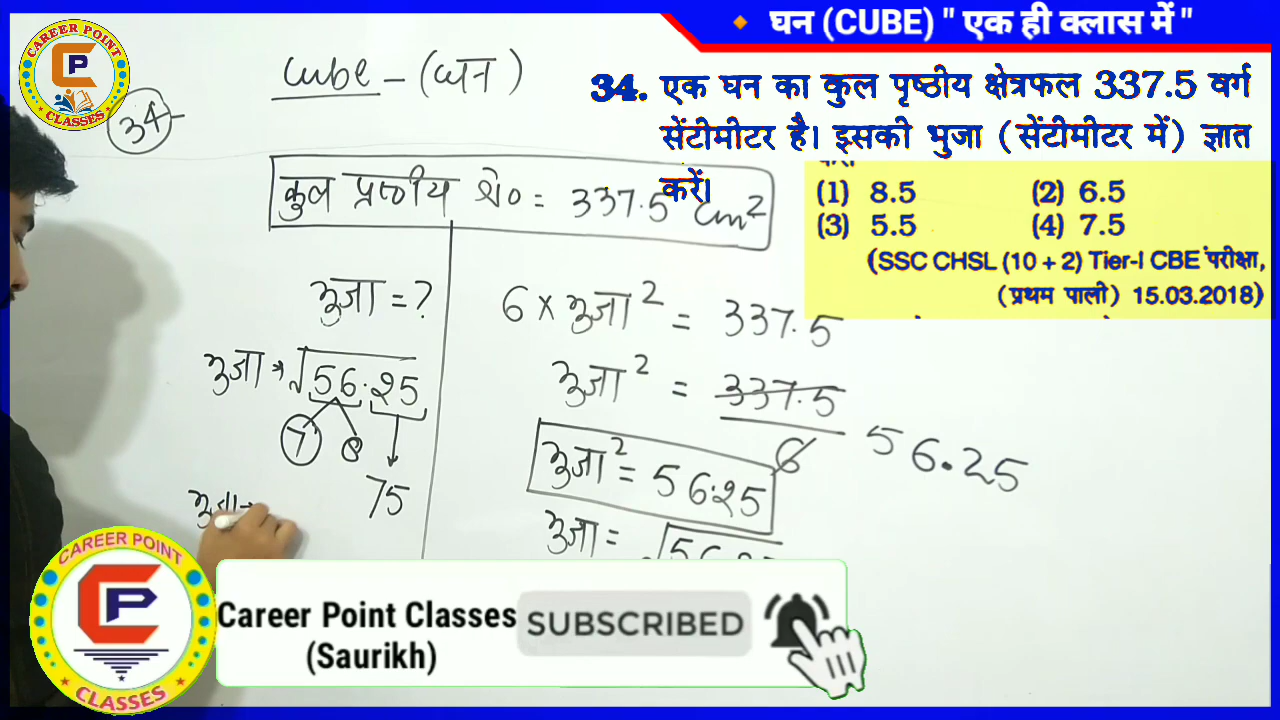 🔸 घन (CUBE) " एक ही क्लास में "
CAREER POINT
CP
CLASSES
Cube - (घन)
34
34. एक घन का कुल पृष्ठीय क्षेत्रफल 337.5 वर्ग
सेंटीमीटर है। इसकी भुजा (सेंटीमीटर में) ज्ञात
करें।
(1) 8.5 (2) 6.5
(3) 5.5 (4) 7.5
(SSC CHSL (10 + 2) Tier-I CBE परीक्षा,
(प्रथम पाली) 15.03.2018)
कुल प्रष्ठीय क्षे० = 337.5 cm²
भुजा = ?
भुजा → √56.25
7 8
75
भुजा →
6 × भुजा² = 337.5
भुजा² = 337.5
6
56.25
भुजा² = 56.25
भुजा =
CAREER POINT
CP
CLASSES
Career Point Classes
(Saurikh)
SUBSCRIBED